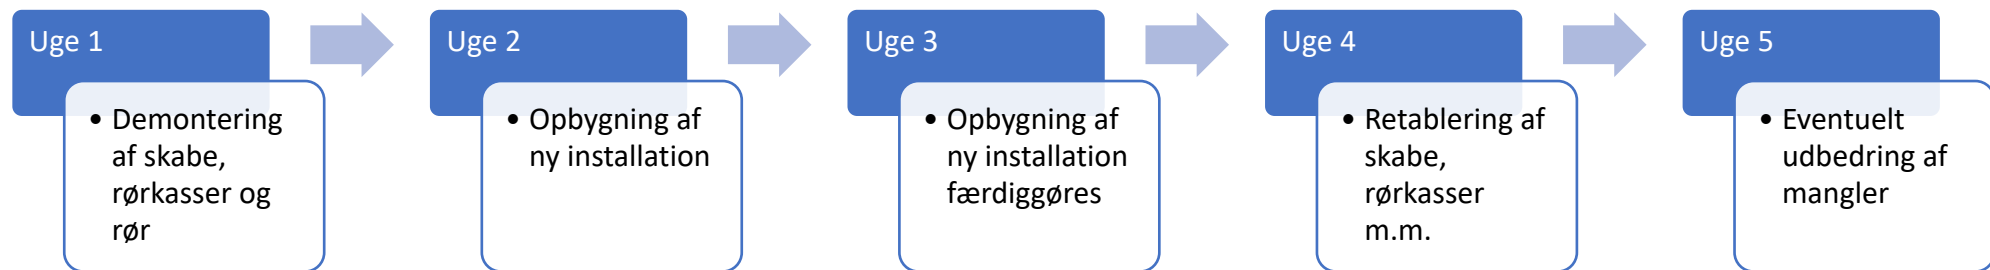 Uge 1
• Demontering
af skabe,
rørkasser og
rør
Uge 2
• Opbygning af
ny installation
Uge 3
• Opbygning af
ny installation
færdiggøres
Uge 4
• Retablering af
skabe,
rørkasser
m.m.
Uge 5
• Eventuelt
udbedring af
mangler